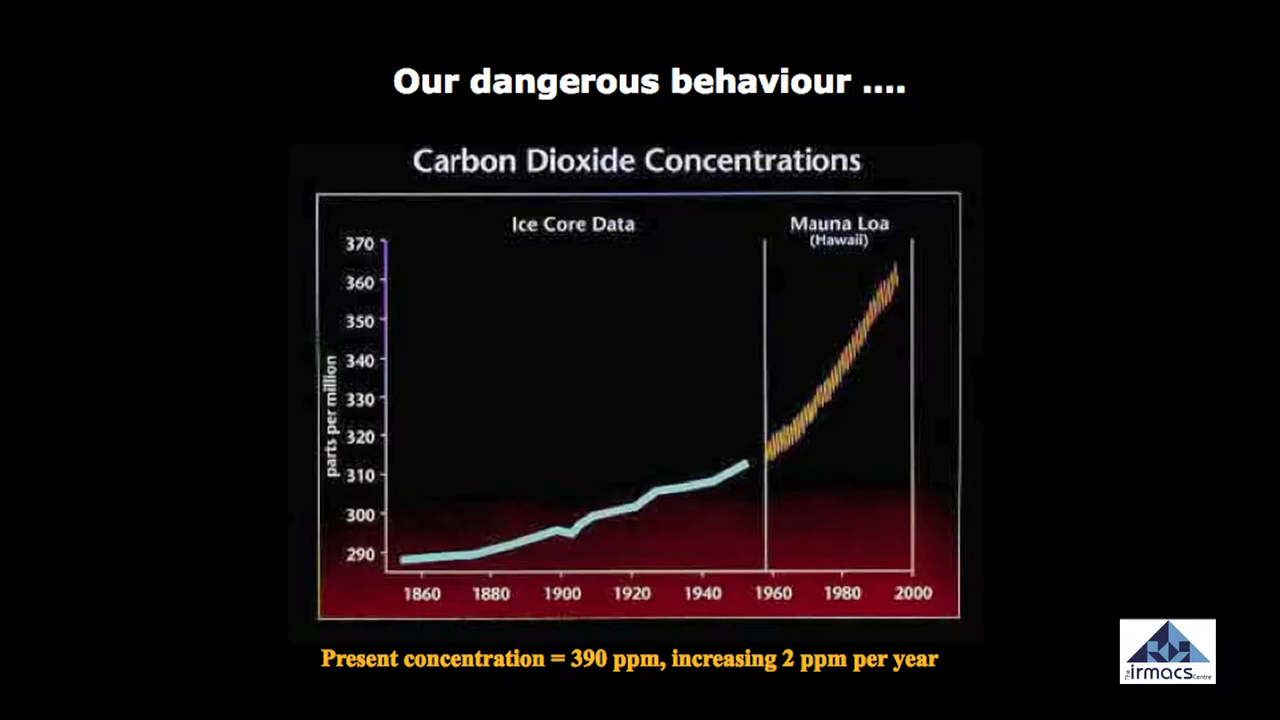 Our dangerous behaviour ....
Carbon Dioxide Concentrations
Ice Core Data
Mauna Loa
(Hawaii)
370
360
350
340
330
320
310
300
290
parts per million
1860 1880 1900 1920 1940 1960 1980 2000
Present concentration = 390 ppm, increasing 2 ppm per year
The irmacs Centre